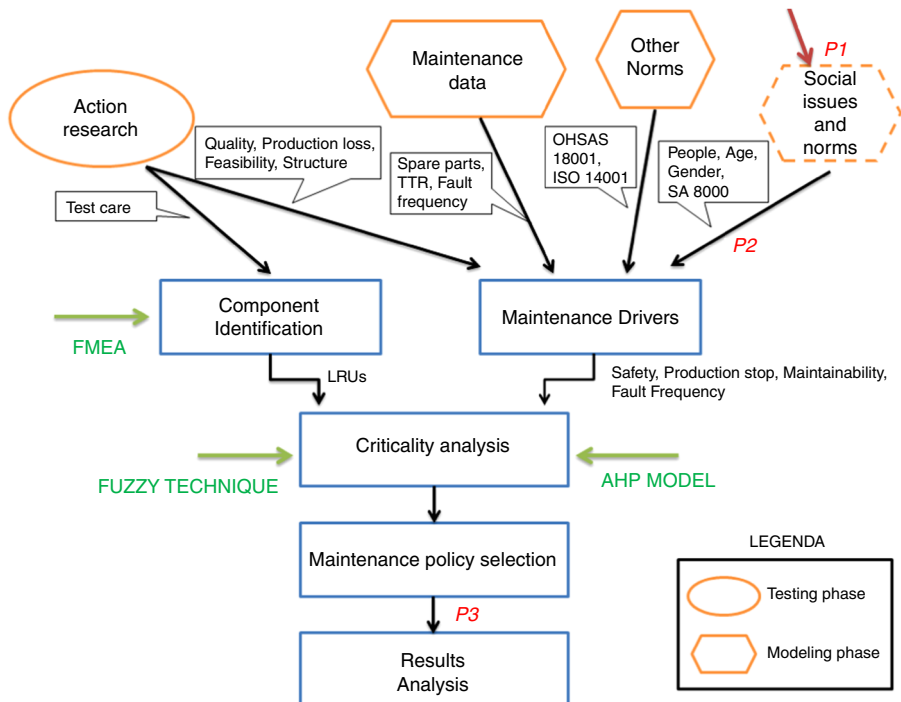 P1
Action
research
Maintenance
data
Other
Norms
Social
issues
and
norms
Quality, Production loss,
Feasibility, Structure
Spare parts,
TTR, Fault
frequency
OHSAS
18001,
ISO 14001
People, Age,
Gender,
SA 8000
Test care
P2
Component
Identification
Maintenance Drivers
FMEA
LRUs
Safety, Production stop, Maintainability,
Fault Frequency
Criticality analysis
FUZZY TECHNIQUE
AHP MODEL
Maintenance policy selection
P3
Results
Analysis
LEGENDA
Testing phase
Modeling phase